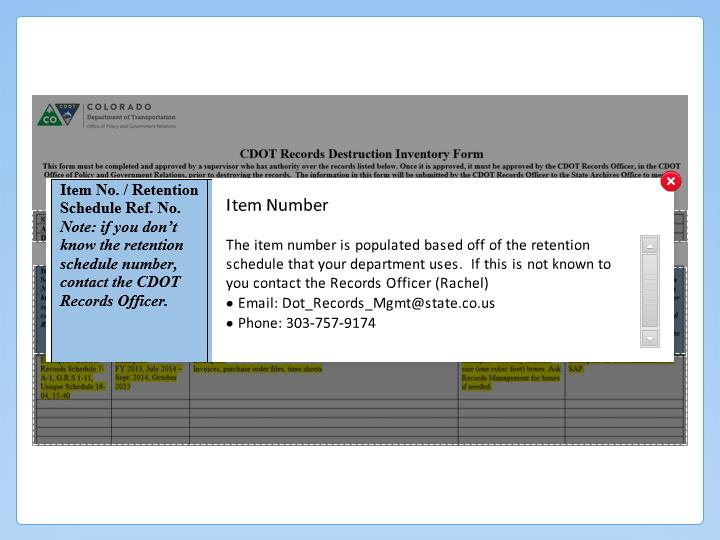 COLORADO
Department of Transportation
Office of Policy and Government Relations
CDOT Records Destruction Inventory Form
This form must be completed and approved by a supervisor who has authority over the records listed below. Once it is approved, it must be approved by the CDOT Records Officer, in the CDOT
Office of Policy and Government Relations, prior to destroying the records. The information in this form will be submitted by the CDOT Records Officer to the State Archives Office to
Item No. / Retention
Schedule Ref. No.
Note: if you don't
know the retention
schedule number,
contact the CDOT
Records Officer.
Item Number
The item number is populated based off of the retention
schedule that your department uses. If this is not known to
you contact the Records Officer (Rachel)
• Email: Dot_Records_Mgmt@state.co.us
• Phone: 303-757-9174
Records Schedule 7-
A-1, G.R.S 1-11,
Unique Schedule 16-
04, 15-40
FY 2013, July 2014 –
Sept. 2014, October
2015
Invoices, purchase order files, time sheets
size (one cubic foot) boxes. Ask
Records Management for boxes
if needed.
SAP.